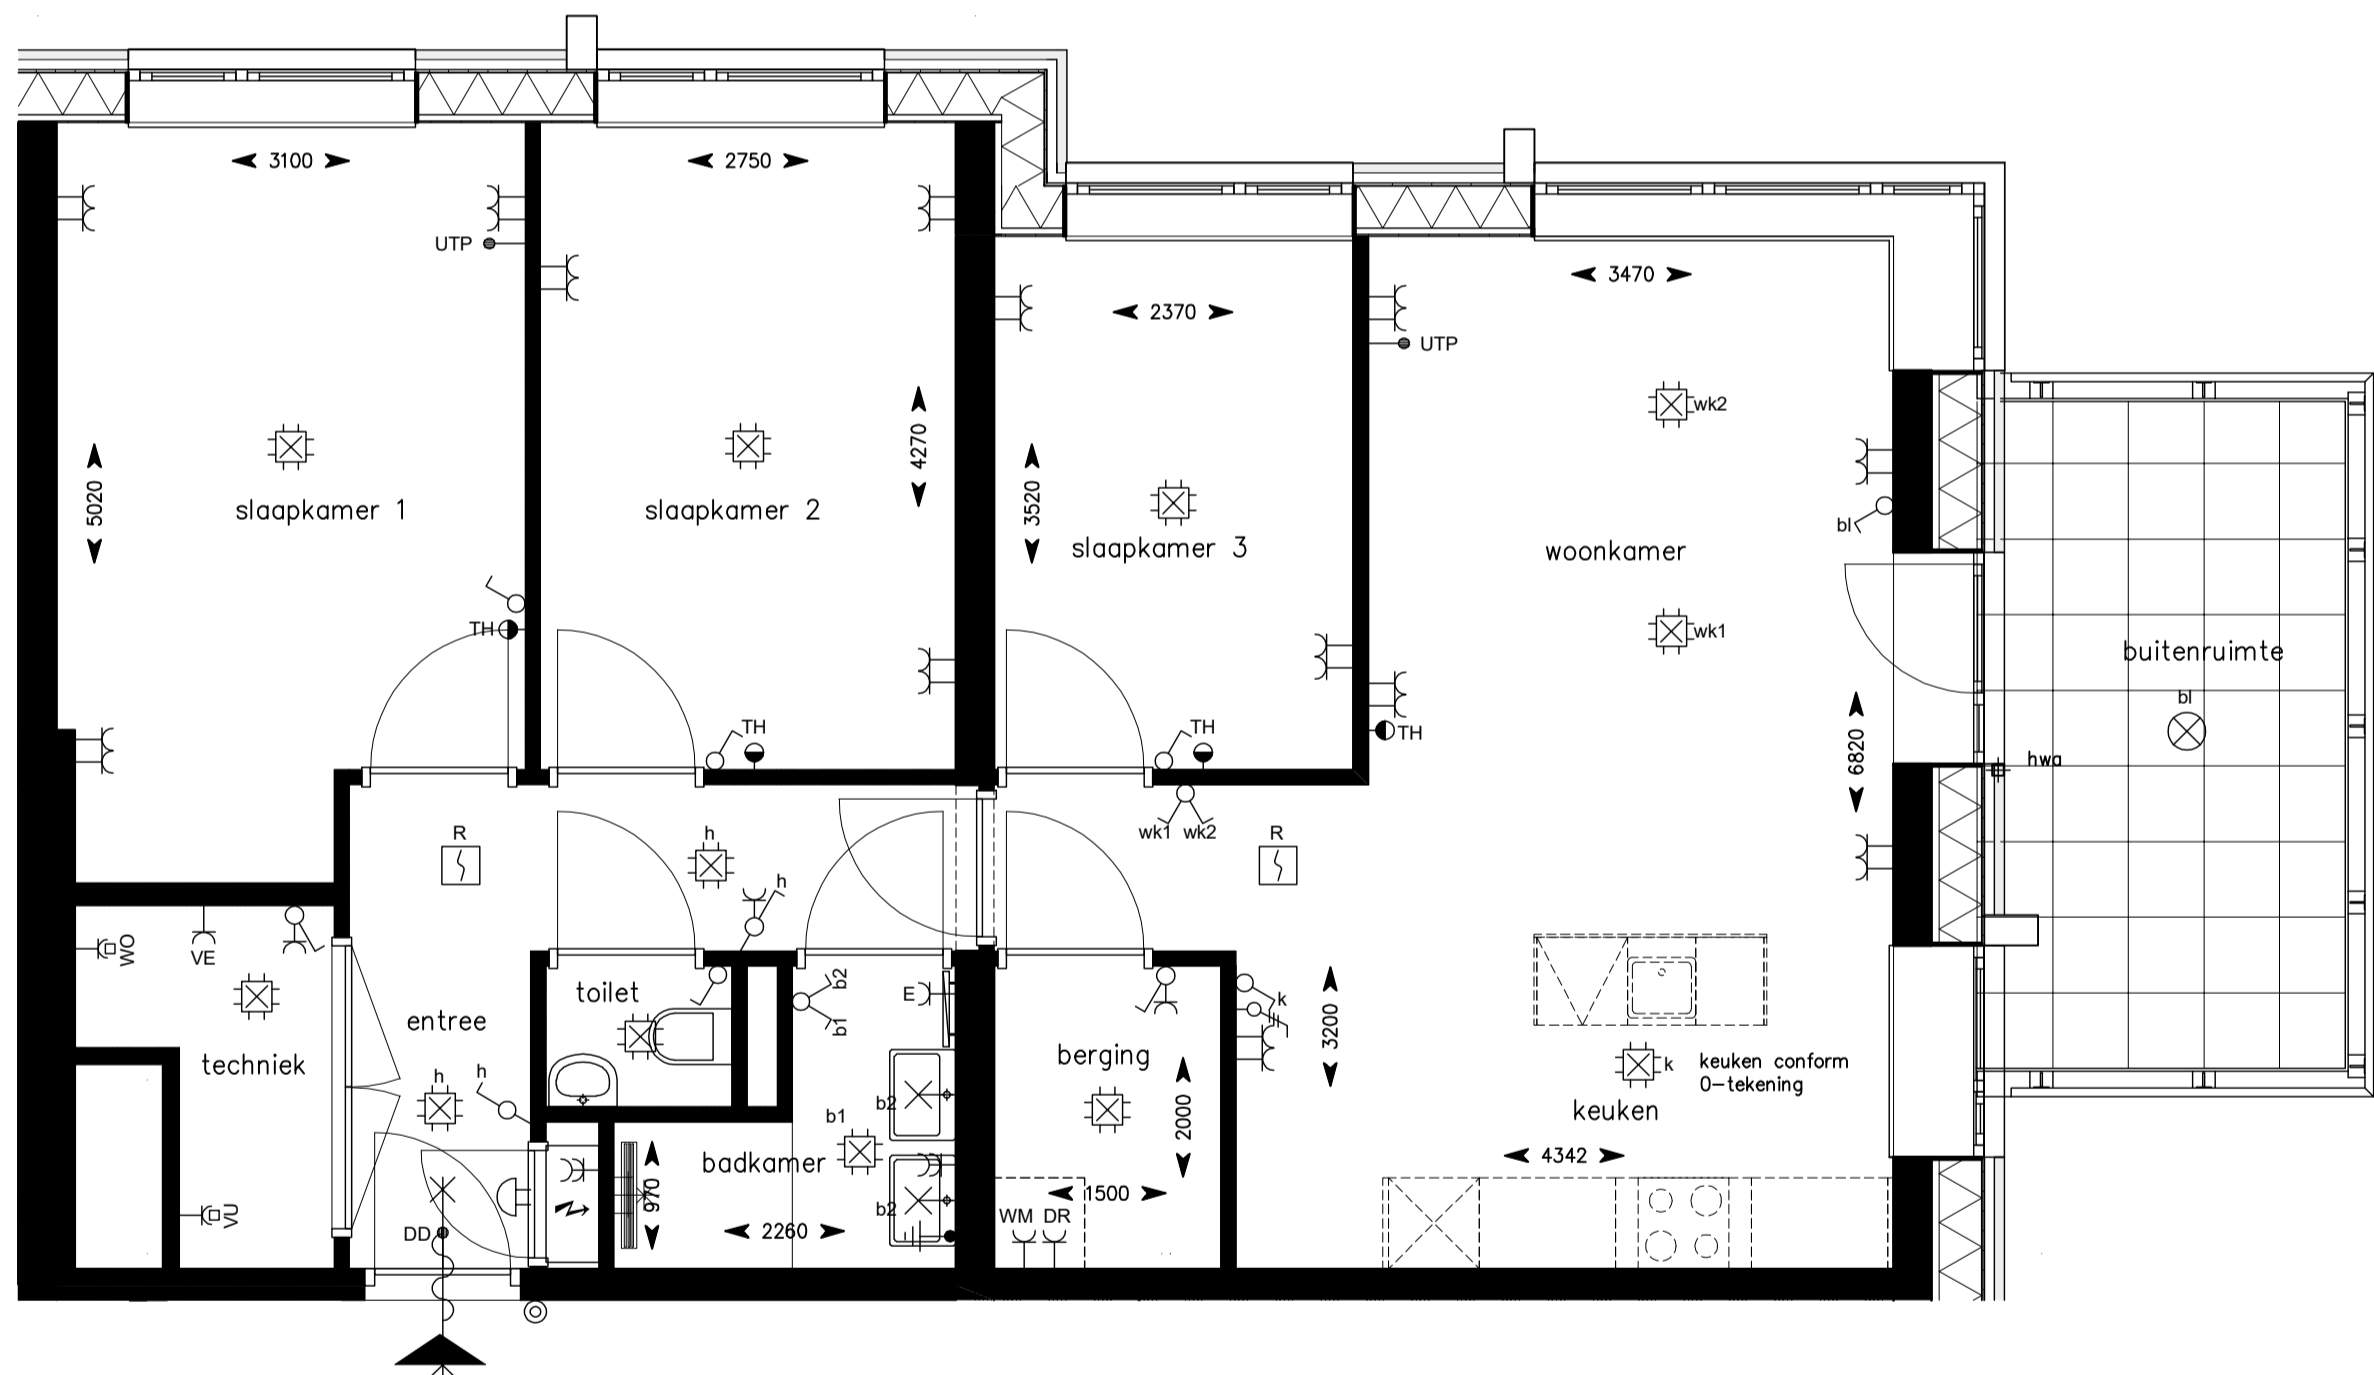 3100
2750
UTP
3470
2370
UTP
wk2
4270
5020
3520
slaapkamer 1
slaapkamer 2
slaapkamer 3
bl
woonkamer
TH
wk1
buitenruimte
bl
TH
TH
TH
6820
hwa
R
h
wk1 wk2
R
h
WO
VE
toilet
b2
E
k
b1
entree
3200
techniek
berging
k
keuken conform
0-tekening
h
h
b2
b1
2000
keuken
badkamer
4342
970
1500
VU
b2
WM DR
DD
2260